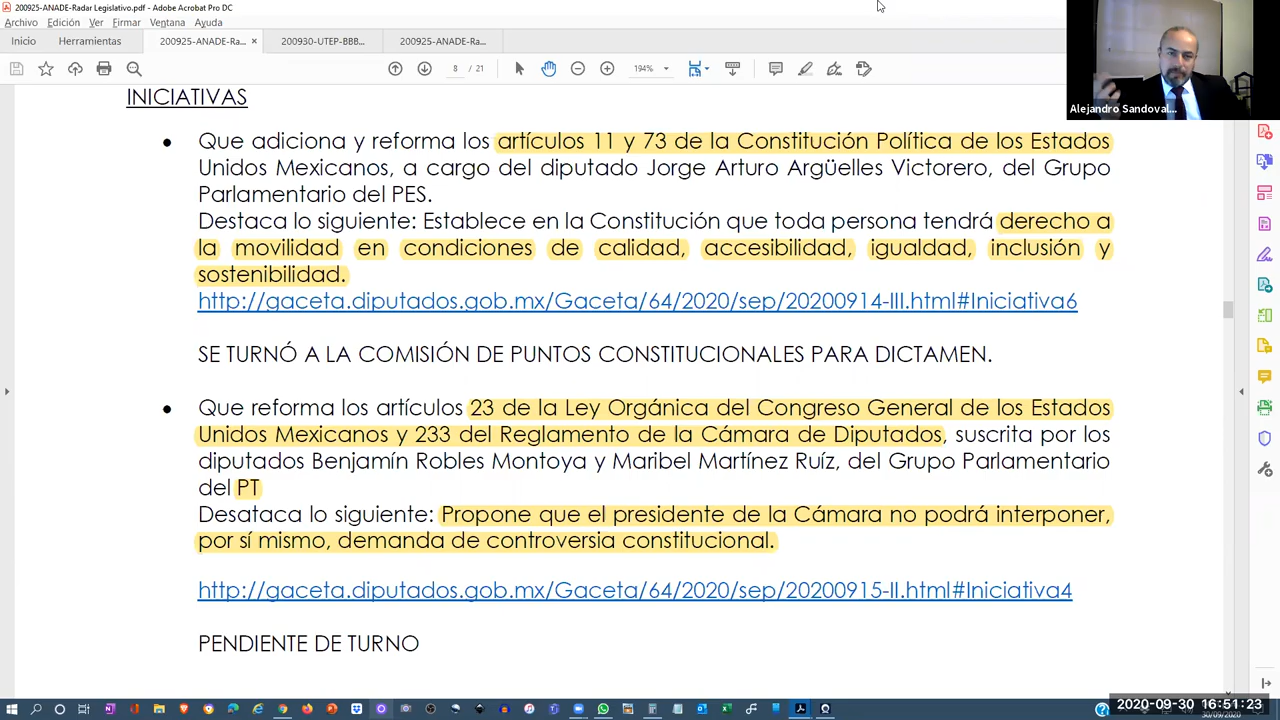 200925-ANADE-Radar Legislativo.pdf - Adobe Acrobat Pro DC
Archivo Edición Ver Firmar Ventana Ayuda
Inicio Herramientas 200925-ANADE-Ra... × 200930-UTEP-BBB... 200925-ANADE-Ra...
8 / 21 194%
Alejandro Sandoval...
INICIATIVAS
• Que adiciona y reforma los artículos 11 y 73 de la Constitución Política de los Estados
Unidos Mexicanos, a cargo del diputado Jorge Arturo Argüelles Victorero, del Grupo
Parlamentario del PES.
Destaca lo siguiente: Establece en la Constitución que toda persona tendrá derecho a
la movilidad en condiciones de calidad, accesibilidad, igualdad, inclusión y
sostenibilidad.
http://gaceta.diputados.gob.mx/Gaceta/64/2020/sep/20200914-III.html#Iniciativa6
SE TURNÓ A LA COMISIÓN DE PUNTOS CONSTITUCIONALES PARA DICTAMEN.
• Que reforma los artículos 23 de la Ley Orgánica del Congreso General de los Estados
Unidos Mexicanos y 233 del Reglamento de la Cámara de Diputados, suscrita por los
diputados Benjamín Robles Montoya y Maribel Martínez Ruíz, del Grupo Parlamentario
del PT
Desataca lo siguiente: Propone que el presidente de la Cámara no podrá interponer,
por sí mismo, demanda de controversia constitucional.
http://gaceta.diputados.gob.mx/Gaceta/64/2020/sep/20200915-II.html#Iniciativa4
PENDIENTE DE TURNO
2020-09-30 16:51:23